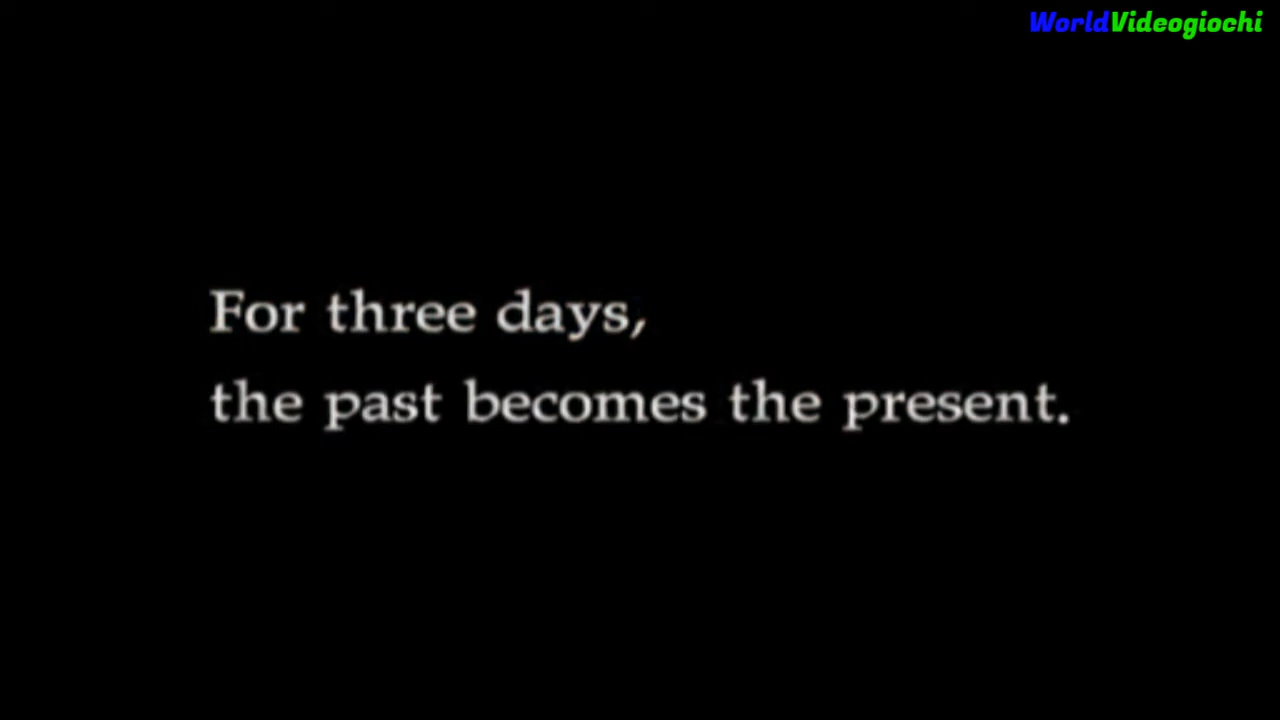 WorldVideogiochi
For three days,
the past becomes the present.